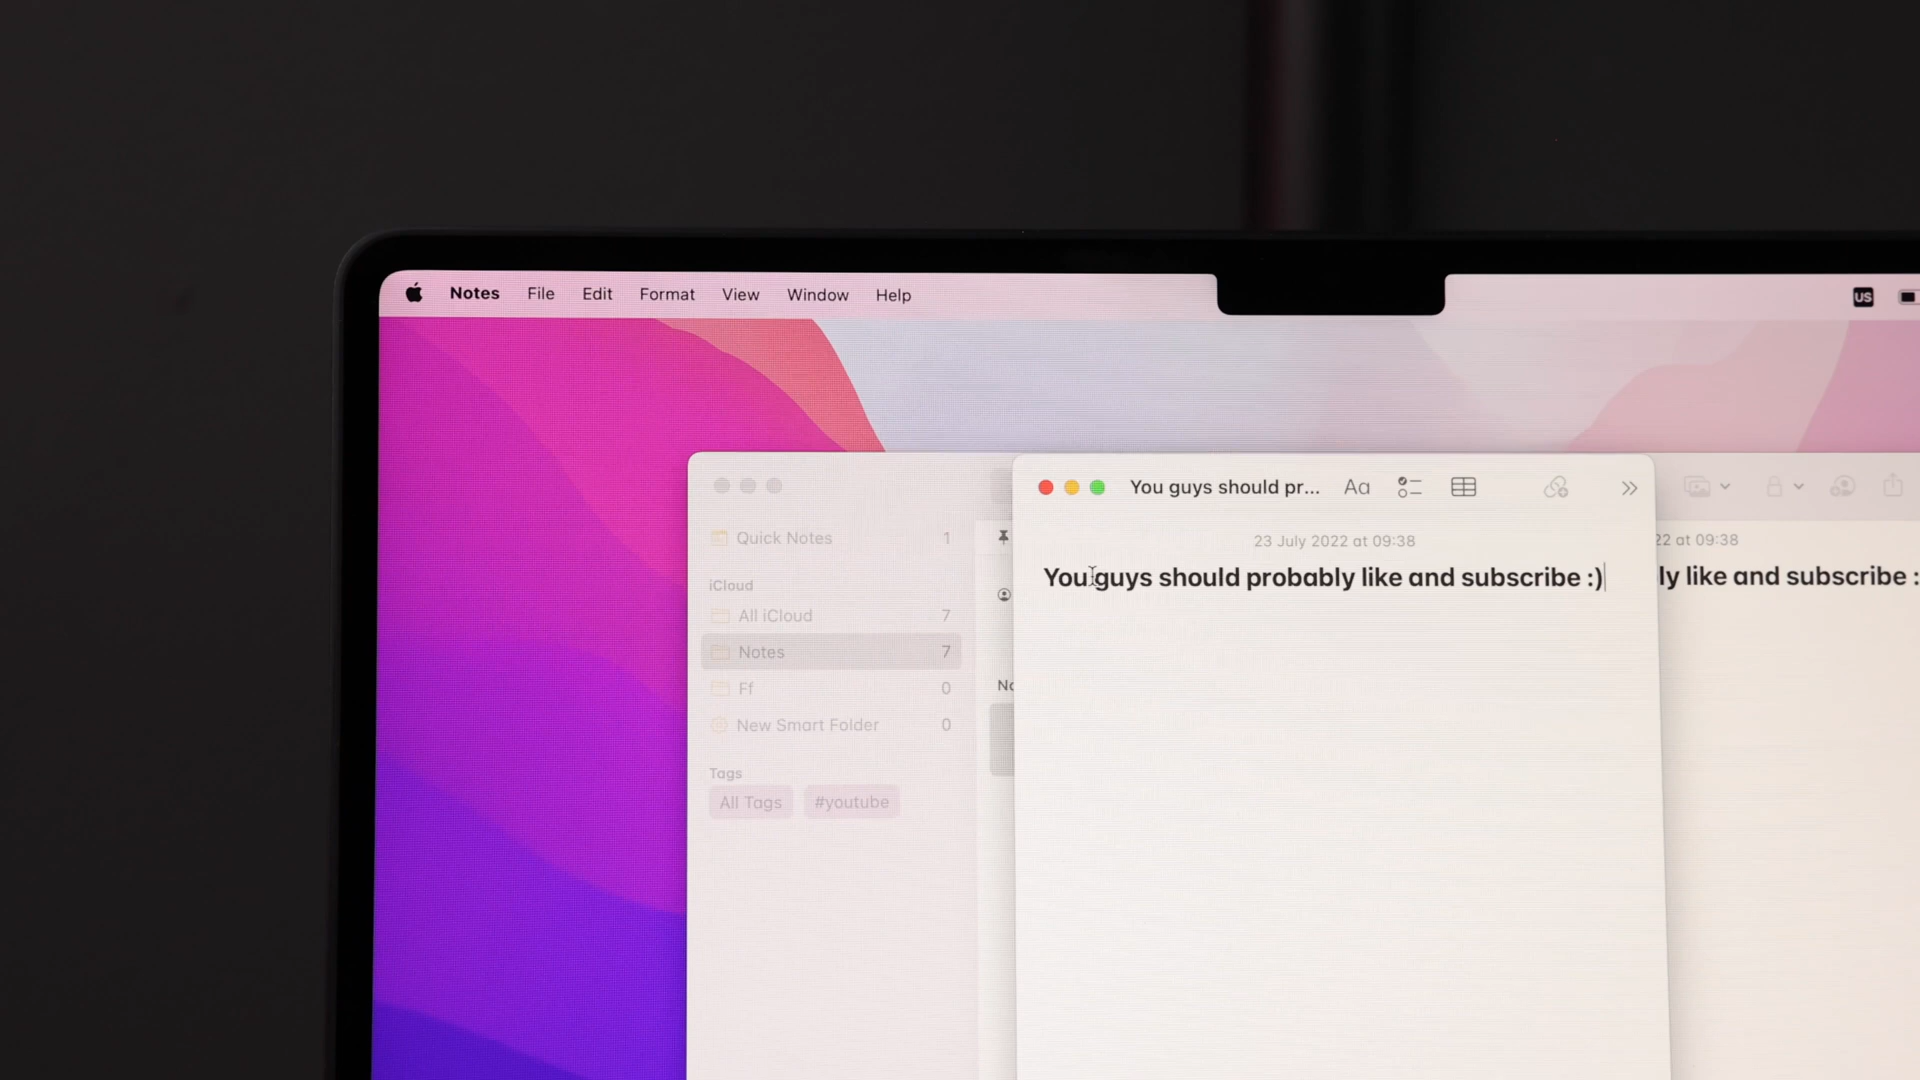 Notes File Edit Format View Window Help
US
You guys should pr... Aa
Quick Notes 1
23 July 2022 at 09:38
22 at 09:38
You guys should probably like and subscribe :)
ly like and subscribe :
iCloud
All iCloud 7
Notes 7
Ff 0
No
New Smart Folder 0
Tags
All Tags #youtube